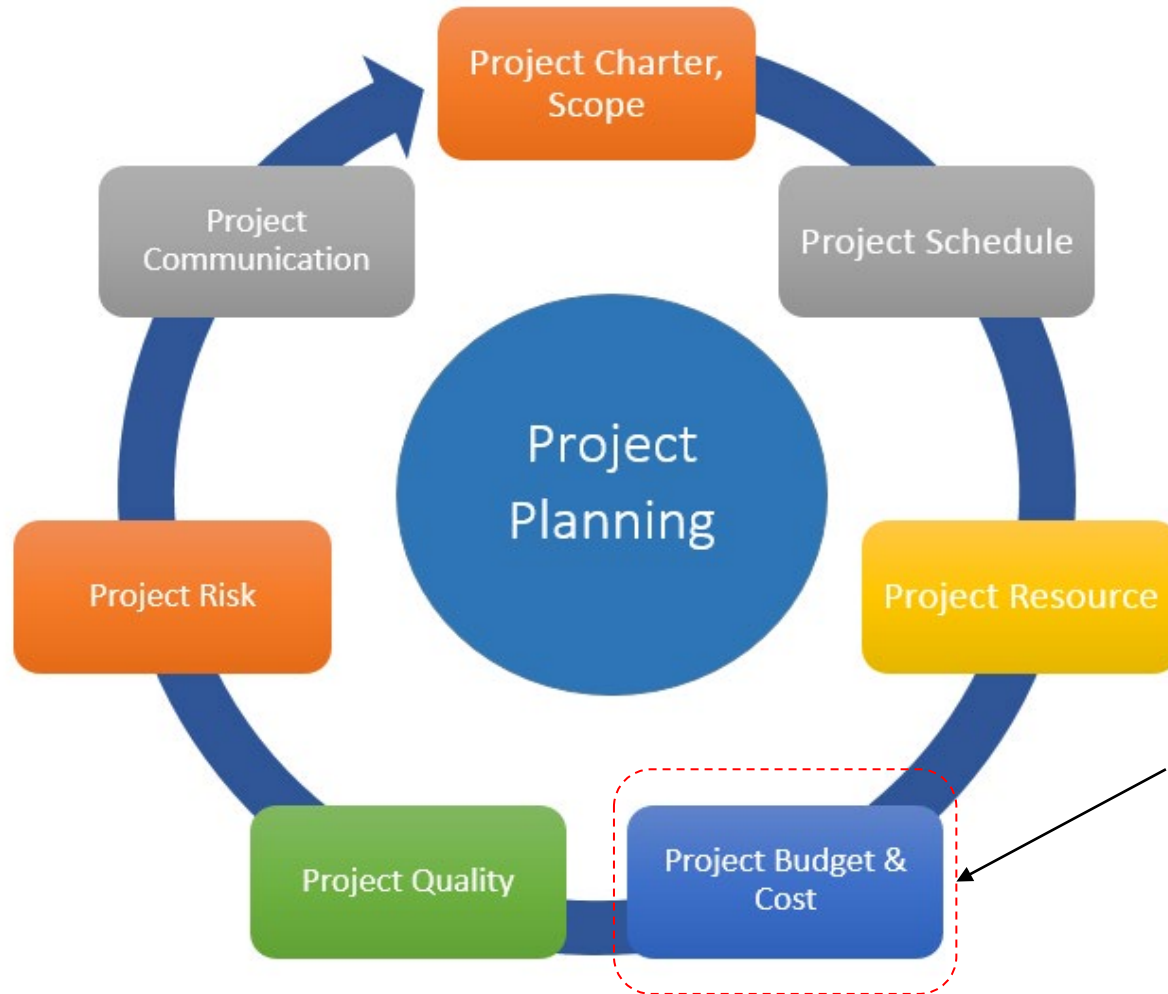 Project Charter,
Scope
Project Schedule
Project Resource
Project Budget &
Cost
Project Quality
Project Risk
Project
Communication
Project
Planning